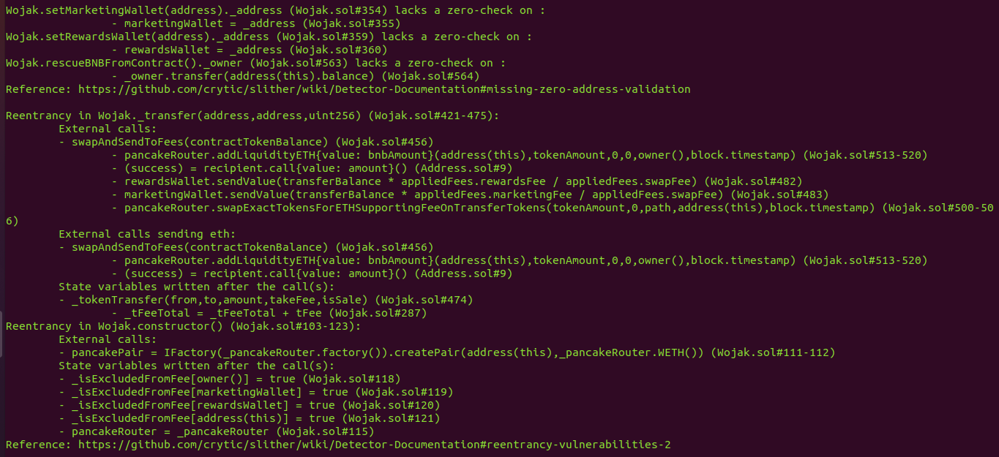 Wojak.setMarketingWallet(address)._address (Wojak.sol#354) lacks a zero-check on :
                - marketingWallet = _address (Wojak.sol#355)
Wojak.setRewardsWallet(address)._address (Wojak.sol#359) lacks a zero-check on :
                - rewardsWallet = _address (Wojak.sol#360)
Wojak.rescueBNBFromContract()._owner (Wojak.sol#563) lacks a zero-check on :
                - _owner.transfer(address(this).balance) (Wojak.sol#564)
Reference: https://github.com/crytic/slither/wiki/Detector-Documentation#missing-zero-address-validation

Reentrancy in Wojak._transfer(address,address,uint256) (Wojak.sol#421-475):
        External calls:
        - swapAndSendToFees(contractTokenBalance) (Wojak.sol#456)
                - pancakeRouter.addLiquidityETH{value: bnbAmount}(address(this),tokenAmount,0,0,owner(),block.timestamp) (Wojak.sol#513-520)
                - (success) = recipient.call{value: amount}() (Address.sol#9)
                - rewardsWallet.sendValue(transferBalance * appliedFees.rewardsFee / appliedFees.swapFee) (Wojak.sol#482)
                - marketingWallet.sendValue(transferBalance * appliedFees.marketingFee / appliedFees.swapFee) (Wojak.sol#483)
                - pancakeRouter.swapExactTokensForETHSupportingFeeOnTransferTokens(tokenAmount,0,path,address(this),block.timestamp) (Wojak.sol#500-50
6)
        External calls sending eth:
        - swapAndSendToFees(contractTokenBalance) (Wojak.sol#456)
                - pancakeRouter.addLiquidityETH{value: bnbAmount}(address(this),tokenAmount,0,0,owner(),block.timestamp) (Wojak.sol#513-520)
                - (success) = recipient.call{value: amount}() (Address.sol#9)
        State variables written after the call(s):
        - _tokenTransfer(from,to,amount,takeFee,isSale) (Wojak.sol#474)
                - _tFeeTotal = _tFeeTotal + tFee (Wojak.sol#287)
Reentrancy in Wojak.constructor() (Wojak.sol#103-123):
        External calls:
        - pancakePair = IFactory(_pancakeRouter.factory()).createPair(address(this),_pancakeRouter.WETH()) (Wojak.sol#111-112)
        State variables written after the call(s):
        - _isExcludedFromFee[owner()] = true (Wojak.sol#118)
        - _isExcludedFromFee[marketingWallet] = true (Wojak.sol#119)
        - _isExcludedFromFee[rewardsWallet] = true (Wojak.sol#120)
        - _isExcludedFromFee[address(this)] = true (Wojak.sol#121)
        - pancakeRouter = _pancakeRouter (Wojak.sol#115)
Reference: https://github.com/crytic/slither/wiki/Detector-Documentation#reentrancy-vulnerabilities-2